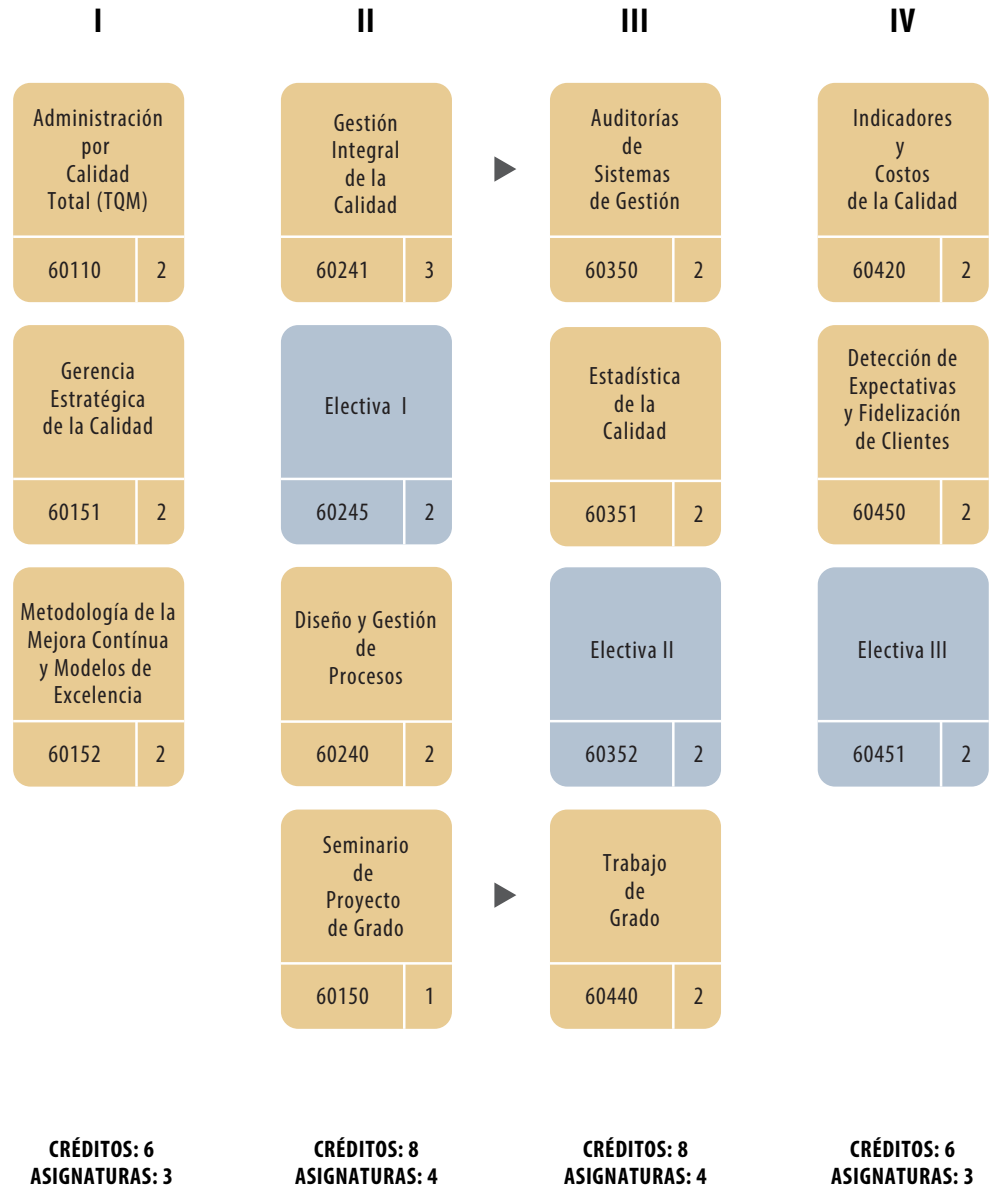 I
II
III
IV
Administración
por
Calidad
Total (TQM)
60110
2
Gestión
Integral
de la
Calidad
60241
3
Auditorías
de
Sistemas
de Gestión
60350
2
Indicadores
y
Costos
de la Calidad
60420
2
Gerencia
Estratégica
de la Calidad
60151
2
Electiva I
60245
2
Estadística
de la
Calidad
60351
2
Detección de
Expectativas
y Fidelización
de Clientes
60450
2
Metodología de la
Mejora Contínua
y Modelos de
Excelencia
60152
2
Diseño y Gestión
de
Procesos
60240
2
Electiva II
60352
2
Electiva III
60451
2
Seminario
de
Proyecto
de Grado
60150
1
Trabajo
de
Grado
60440
2
CRÉDITOS: 6
ASIGNATURAS: 3
CRÉDITOS: 8
ASIGNATURAS: 4
CRÉDITOS: 8
ASIGNATURAS: 4
CRÉDITOS: 6
ASIGNATURAS: 3